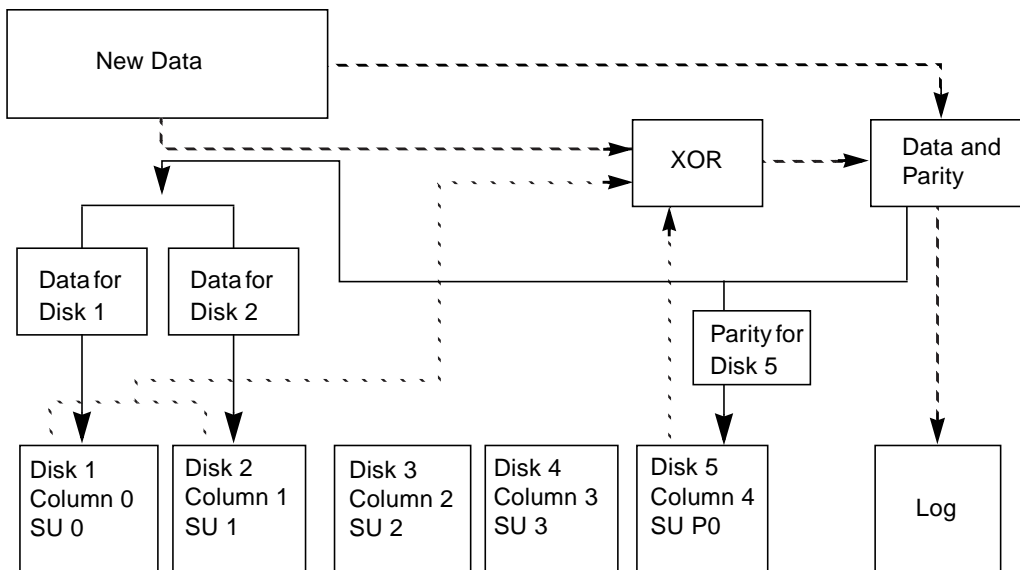 New Data
XOR
Data and
Parity
Data for
Disk 1
Data for
Disk 2
Parity for
Disk 5
Disk 1
Column 0
SU 0
Disk 2
Column 1
SU 1
Disk 3
Column 2
SU 2
Disk 4
Column 3
SU 3
Disk 5
Column 4
SU P0
Log